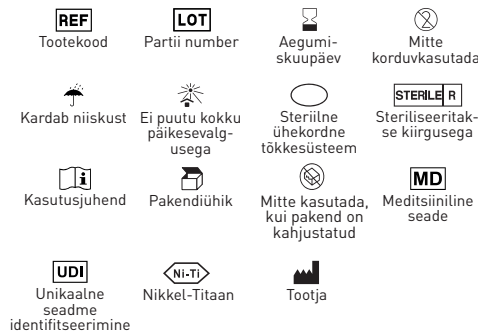 REF
LOT
Tootekood
Partii number
Aegumi-
skuupäev
Mitte
korduvkasutada
2
STERILE R
Kardab niiskust
Ei puutu kokku
päikesevalg-
usega
Steriilne
ühekordne
tõkkesüsteem
Steriliseeritak-
se kiirgusega
i
MD
Kasutusjuhend
Pakendiühik
Mitte kasutada,
kui pakend on
kahjustatud
Meditsiiniline
seade
UDI
Ni-Ti
Unikaalne
seadme
identifitseerimine
Nikkel-Titaan
Tootja